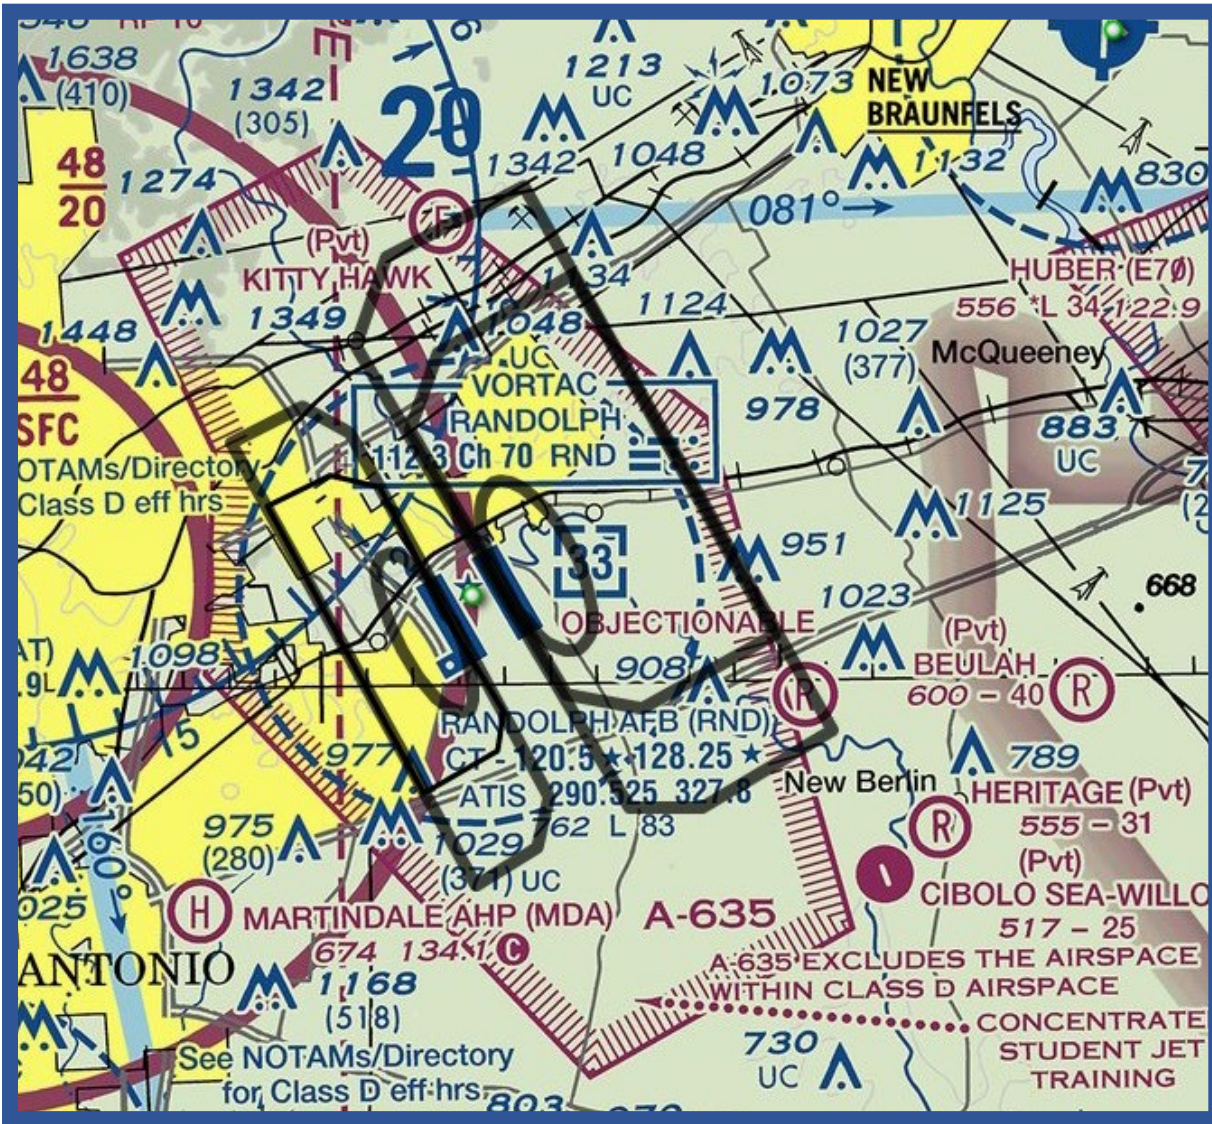 1638
(410)
1342
(305)
20
1213
UC
1073
NEW
BRAUNFELS
48
20
1274
1342
1048
1132
830
081°
(Pvt)
KITTY HAWK
HUBER (E70)
556 *L 34 122.9
1349
1448
1048
UC
1124
1027
(377)
McQueeney
48
SFC
VORTAC
RANDOLPH
112.3 Ch 70 RND
978
883
UC
OTAMs/Directory
Class D eff hrs
1125
33
951
OBJECTIONABLE
1023
668
1098
908
(Pvt)
BEULAH
600 - 40
R
R
RANDOLPH AFB (RND)
CT - 120.5 ★ 128.25 ★
ATIS 290.525 327.8
762 L 83
977
789
New Berlin
HERITAGE (Pvt)
555 - 31
R
975
(280)
1029
(371) UC
160°
(Pvt)
CIBOLO SEA-WILLO
517 - 25
025
H
MARTINDALE AHP (MDA)
674 134.1 C
A-635
ANTONIO
A-635 EXCLUDES THE AIRSPACE
WITHIN CLASS D AIRSPACE
1168
(518)
CONCENTRATE
STUDENT JET
TRAINING
See NOTAMs/Directory
for Class D eff hrs
730
UC
803